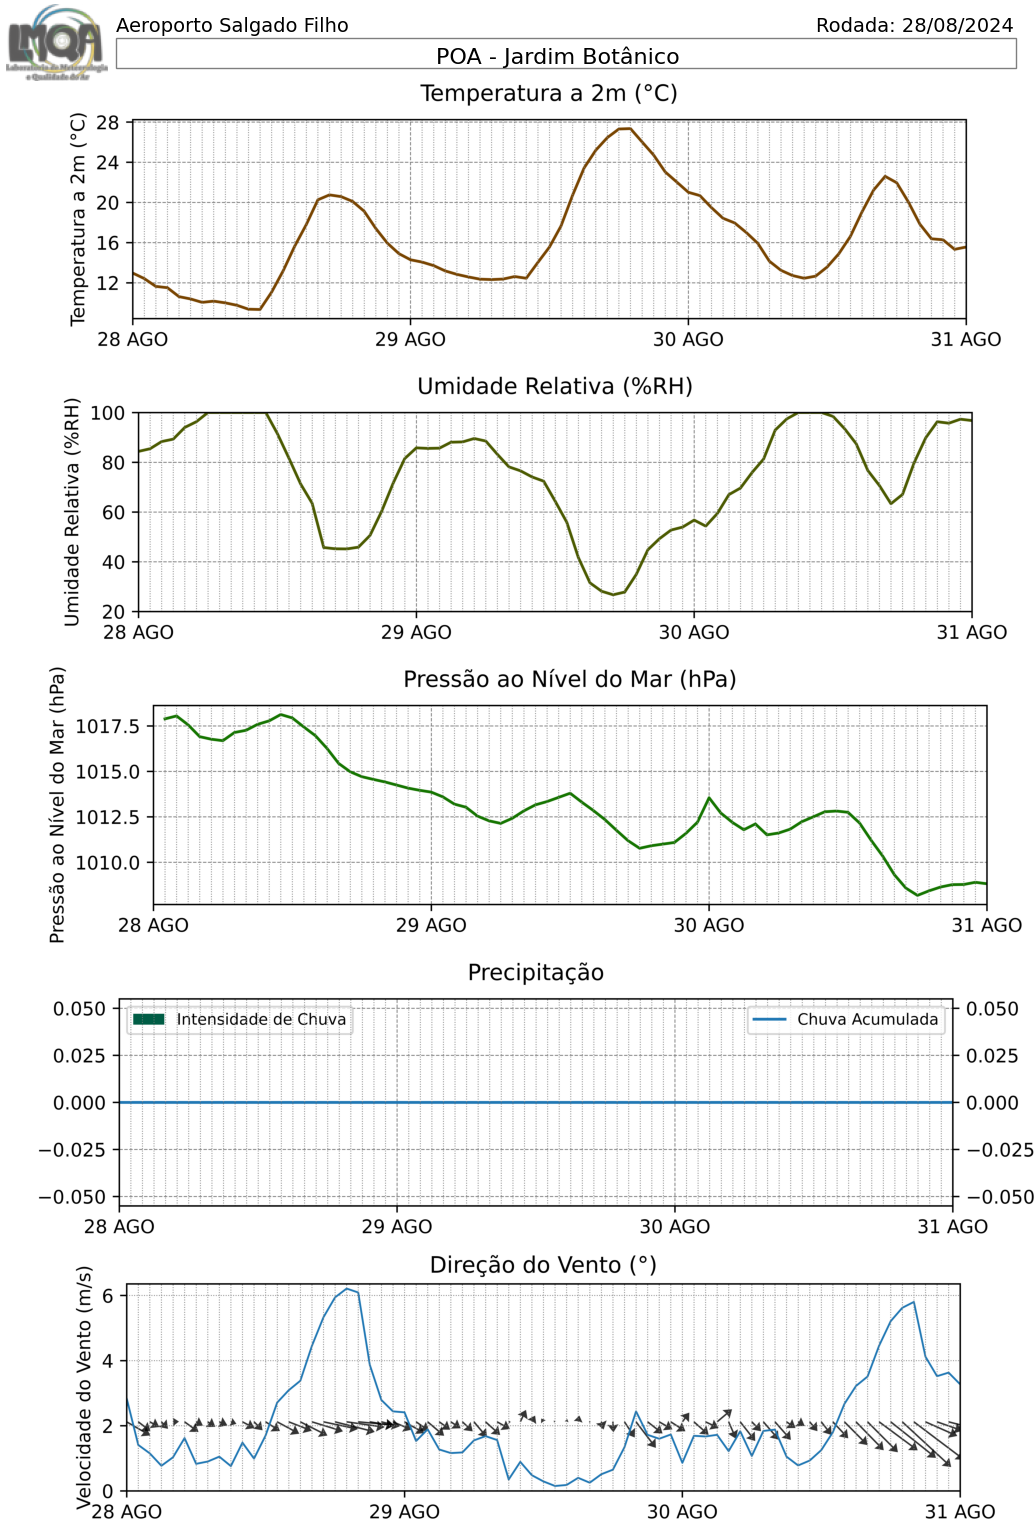 LMQA
Laboratório de Meteorologia
e Qualidade do Ar
Aeroporto Salgado Filho
Rodada: 28/08/2024
POA - Jardim Botânico
Temperatura a 2m (°C)
Temperatura a 2m (°C)
28
24
20
16
12
28 AGO 29 AGO 30 AGO 31 AGO
Umidade Relativa (%RH)
Umidade Relativa (%RH)
100
80
60
40
20
28 AGO 29 AGO 30 AGO 31 AGO
Pressão ao Nível do Mar (hPa)
Pressão ao Nível do Mar (hPa)
1017.5
1015.0
1012.5
1010.0
28 AGO 29 AGO 30 AGO 31 AGO
Precipitação
0.050 0.050
Intensidade de Chuva Chuva Acumulada
0.025 0.025
0.000 0.000
−0.025 −0.025
−0.050 −0.050
28 AGO 29 AGO 30 AGO 31 AGO
Direção do Vento (°)
Velocidade do Vento (m/s)
6
4
2
0
28 AGO 29 AGO 30 AGO 31 AGO